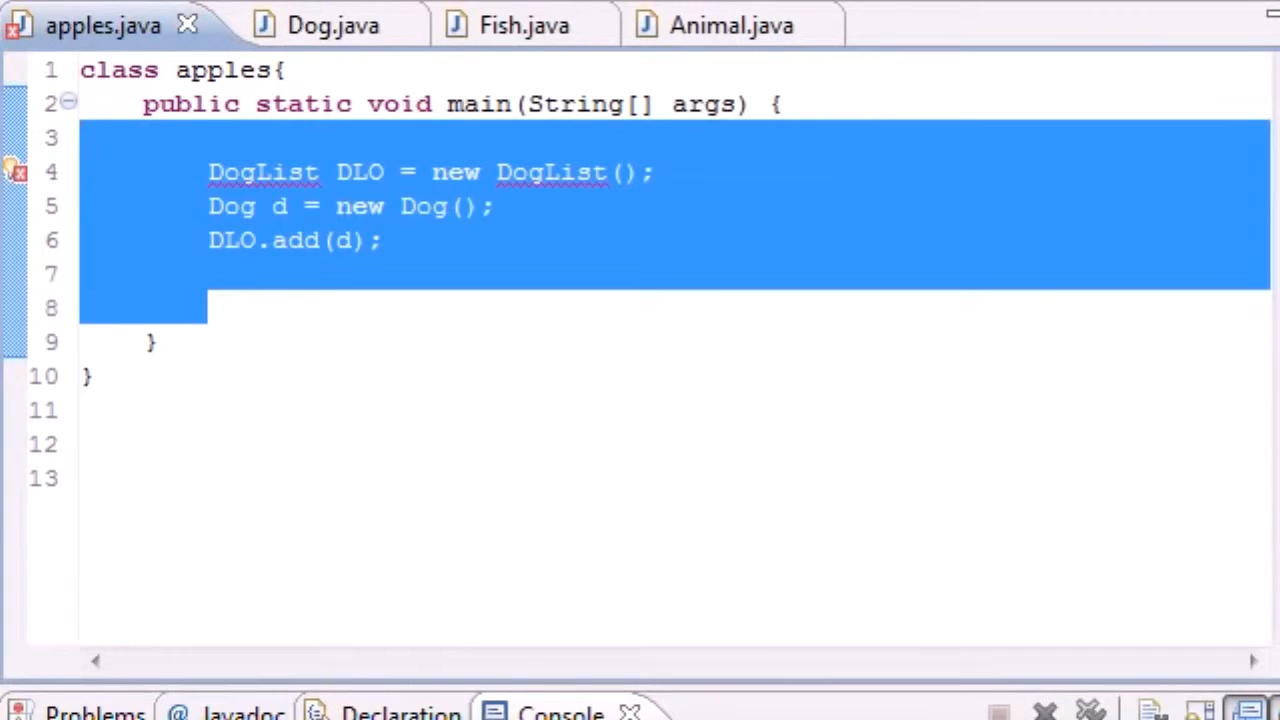 apples.java Dog.java Fish.java Animal.java
1 class apples{
2 public static void main(String[] args) {
3
4 DogList DLO = new DogList();
5 Dog d = new Dog();
6 DLO.add(d);
7
8
9 }
10 }
11
12
13
Problems @ Javadoc Declaration Console